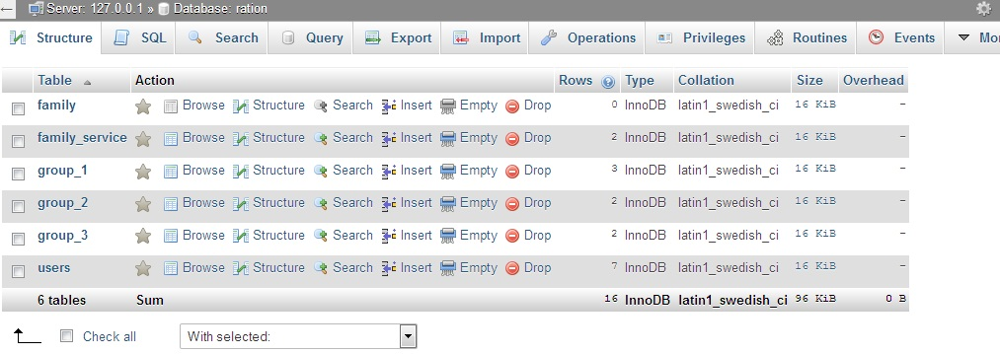 Server: 127.0.0.1 » Database: ration
Structure SQL Search Query Export Import Operations Privileges Routines Events
Table Action Rows Type Collation Size Overhead
family Browse Structure Search Insert Empty Drop 0 InnoDB latin1_swedish_ci 16 KiB -
family_service Browse Structure Search Insert Empty Drop 2 InnoDB latin1_swedish_ci 16 KiB -
group_1 Browse Structure Search Insert Empty Drop 3 InnoDB latin1_swedish_ci 16 KiB -
group_2 Browse Structure Search Insert Empty Drop 2 InnoDB latin1_swedish_ci 16 KiB -
group_3 Browse Structure Search Insert Empty Drop 2 InnoDB latin1_swedish_ci 16 KiB -
users Browse Structure Search Insert Empty Drop 7 InnoDB latin1_swedish_ci 16 KiB -
6 tables Sum 16 InnoDB latin1_swedish_ci 96 KiB 0 B
Check all With selected: